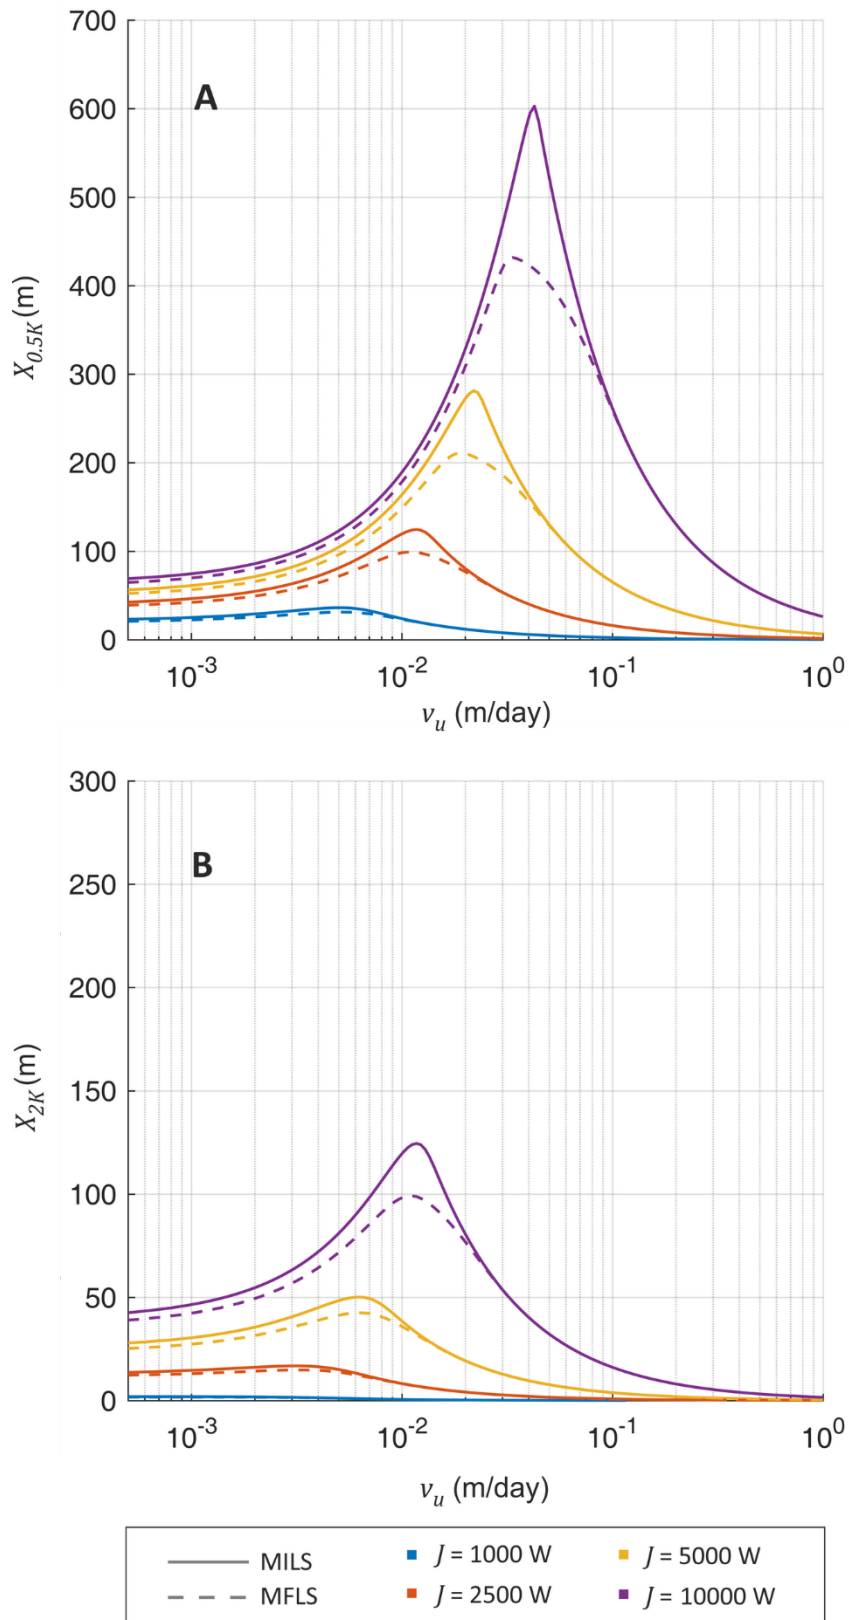 700
A
600
500
400
300
200
100
0
X0.5K (m)
10-3 10-2 10-1 100
vu (m/day)
300
B
250
200
150
100
50
0
X2K (m)
10-3 10-2 10-1 100
vu (m/day)
MILS J = 1000 W J = 5000 W
MFLS J = 2500 W J = 10000 W